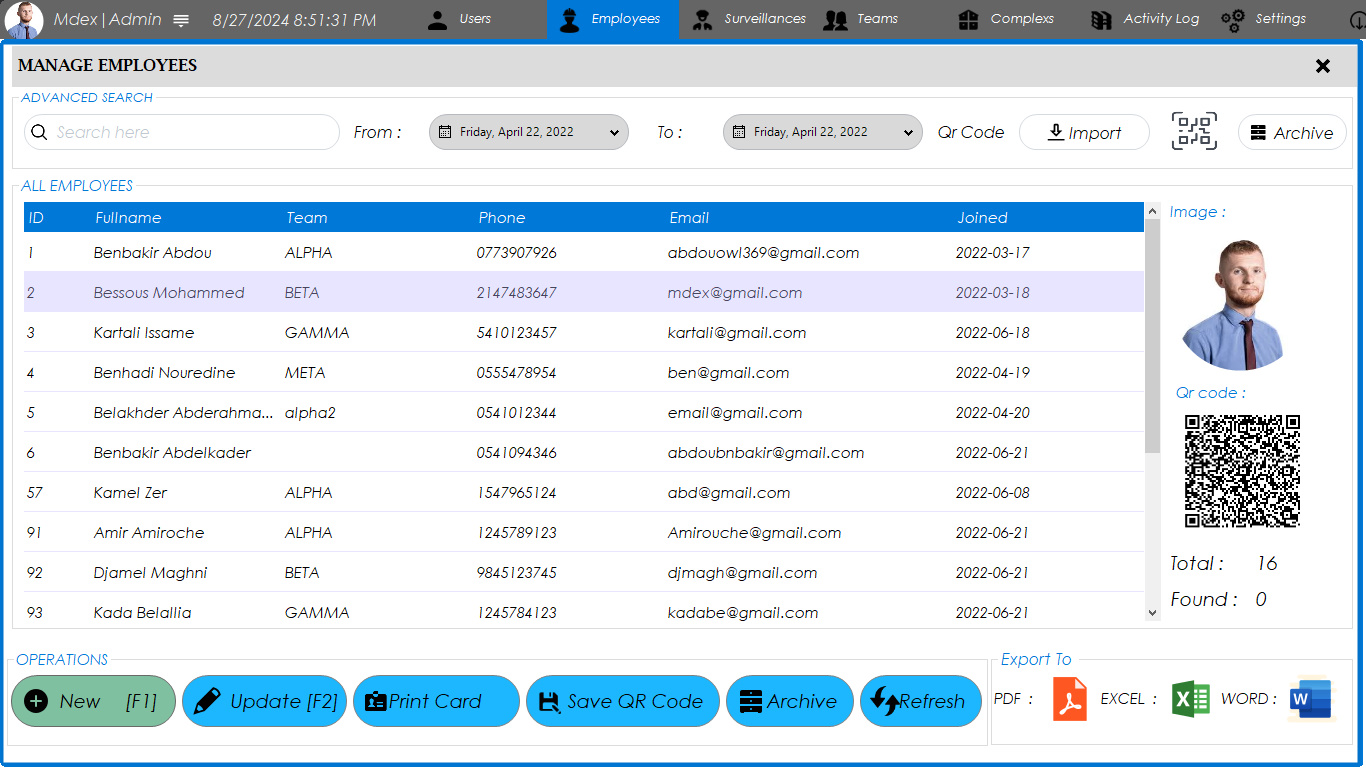 Mdex|Admin 8/27/2024 8:51:31 PM Users Employees Surveillances Teams Complexs Activity Log Settings
MANAGE EMPLOYEES
ADVANCED SEARCH
Search here From : Friday, April 22, 2022 To : Friday, April 22, 2022 Qr Code Import Archive
ALL EMPLOYEES
ID Fullname Team Phone Email Joined
1 Benbakir Abdou ALPHA 0773907926 abdouowl369@gmail.com 2022-03-17
2 Bessous Mohammed BETA 2147483647 mdex@gmail.com 2022-03-18
3 Kartali Issame GAMMA 5410123457 kartali@gmail.com 2022-06-18
4 Benhadi Nouredine META 0555478954 ben@gmail.com 2022-04-19
5 Belakhder Abderahma... alpha2 0541012344 email@gmail.com 2022-04-20
6 Benbakir Abdelkader 0541094346 abdoubnbakir@gmail.com 2022-06-21
57 Kamel Zer ALPHA 1547965124 abd@gmail.com 2022-06-08
91 Amir Amiroche ALPHA 1245789123 Amirouche@gmail.com 2022-06-21
92 Djamel Maghni BETA 9845123745 djmagh@gmail.com 2022-06-21
93 Kada Belallia GAMMA 1245784123 kadabe@gmail.com 2022-06-21
Image :
Qr code :
Total : 16
Found : 0
OPERATIONS
New [F1] Update [F2] Print Card Save QR Code Archive Refresh
Export To
PDF : EXCEL : WORD :